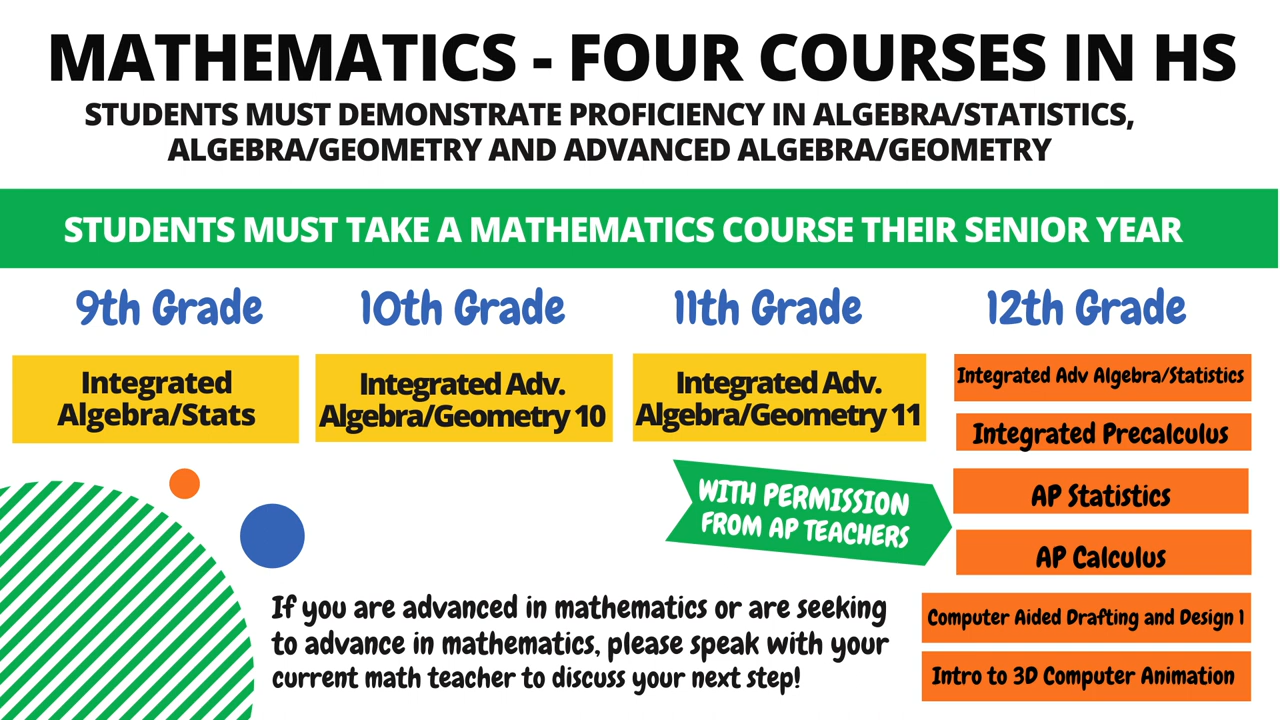 MATHEMATICS - FOUR COURSES IN HS
STUDENTS MUST DEMONSTRATE PROFICIENCY IN ALGEBRA/STATISTICS,
ALGEBRA/GEOMETRY AND ADVANCED ALGEBRA/GEOMETRY
STUDENTS MUST TAKE A MATHEMATICS COURSE THEIR SENIOR YEAR
9th Grade
Integrated
Algebra/Stats
10th Grade
Integrated Adv.
Algebra/Geometry 10
11th Grade
Integrated Adv.
Algebra/Geometry 11
12th Grade
Integrated Adv Algebra/Statistics
Integrated Precalculus
WITH PERMISSION
FROM AP TEACHERS
AP Statistics
AP Calculus
Computer Aided Drafting and Design 1
Intro to 3D Computer Animation
If you are advanced in mathematics or are seeking
to advance in mathematics, please speak with your
current math teacher to discuss your next step!